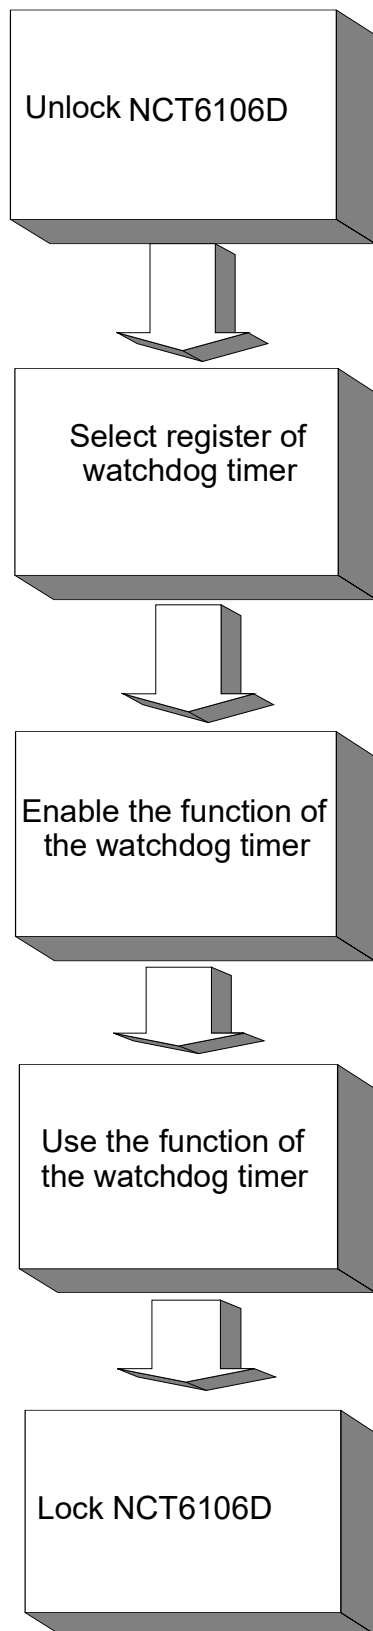 Unlock NCT6106D
Select register of
watchdog timer
Enable the function of
the watchdog timer
Use the function of
the watchdog timer
Lock NCT6106D